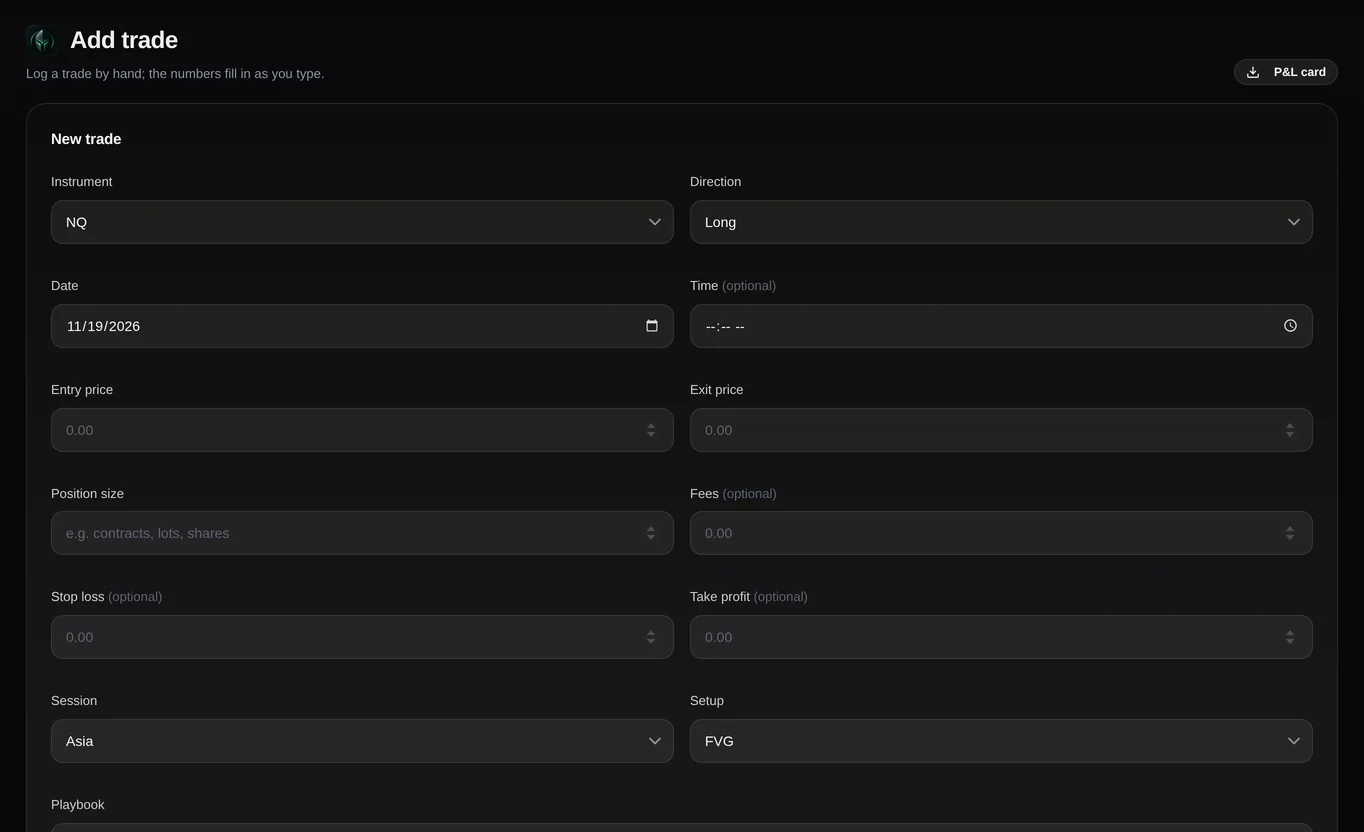 Add trade
Log a trade by hand; the numbers fill in as you type.
P&L card
New trade
Instrument
Direction
NQ
Long
Date
Time (optional)
11/19/2026
--:-- --
Entry price
Exit price
0.00
0.00
Position size
Fees (optional)
e.g. contracts, lots, shares
0.00
Stop loss (optional)
Take profit (optional)
0.00
0.00
Session
Setup
Asia
FVG
Playbook